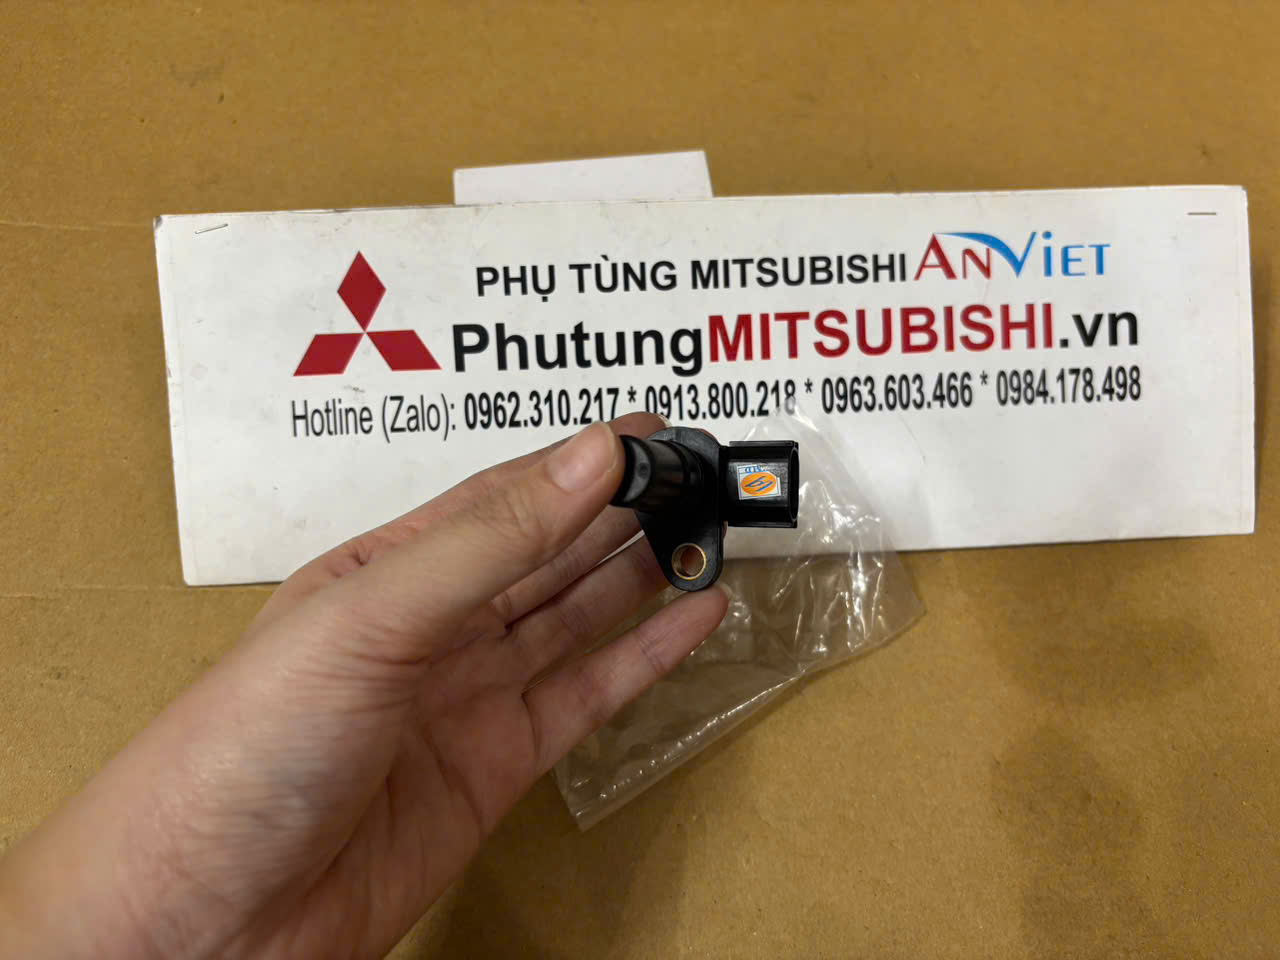 PHỤ TÙNG MITSUBISHI ANVIET
PhutungMITSUBISHI.vn
Hotline (Zalo): 0962.310.217 * 0913.800.218 * 0963.603.466 * 0984.178.498